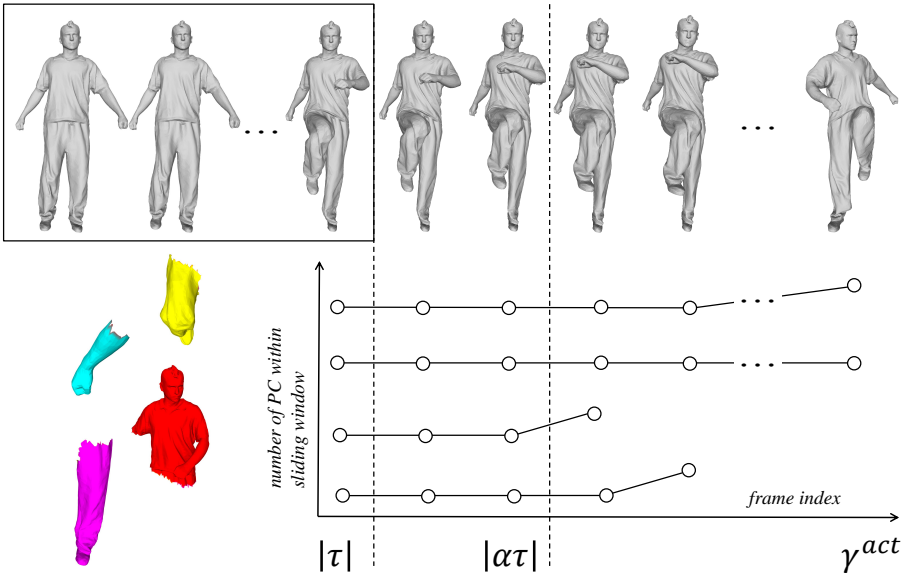 number of PC within
sliding window
frame index
|τ|
|ατ|
γ^act